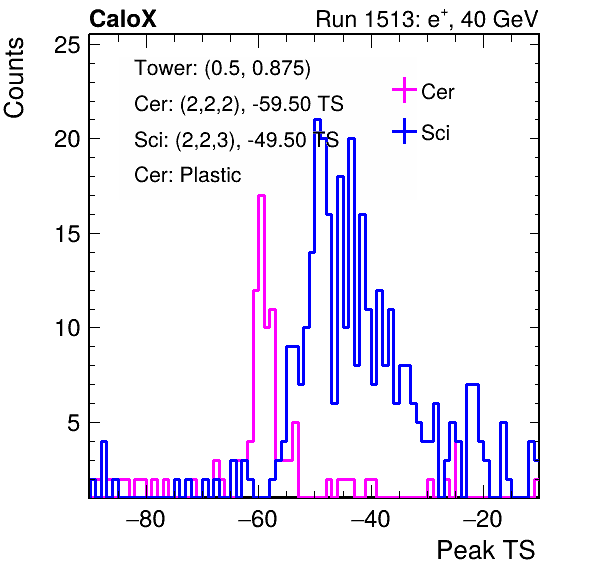 CaloX Run 1513: e⁺, 40 GeV
Counts
25
20
15
10
5
Tower: (0.5, 0.875)
Cer: (2,2,2), -59.50 TS
Sci: (2,2,3), -49.50 TS
Cer: Plastic
Cer
Sci
−80 −60 −40 −20
Peak TS